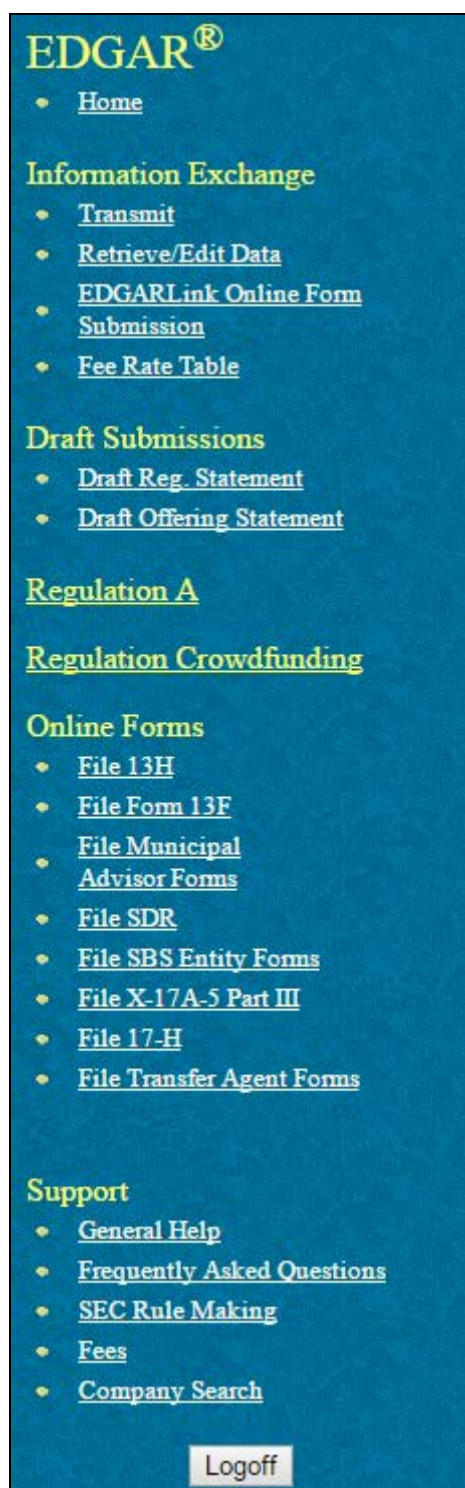 EDGAR®
Home
Information Exchange
Transmit
Retrieve/Edit Data
EDGARLink Online Form
Submission
Fee Rate Table
Draft Submissions
Draft Reg. Statement
Draft Offering Statement
Regulation A
Regulation Crowdfunding
Online Forms
File 13H
File Form 13F
File Municipal
Advisor Forms
File SDR
File SBS Entity Forms
File X-17A-5 Part III
File 17-H
File Transfer Agent Forms
Support
General Help
Frequently Asked Questions
SEC Rule Making
Fees
Company Search
Logoff